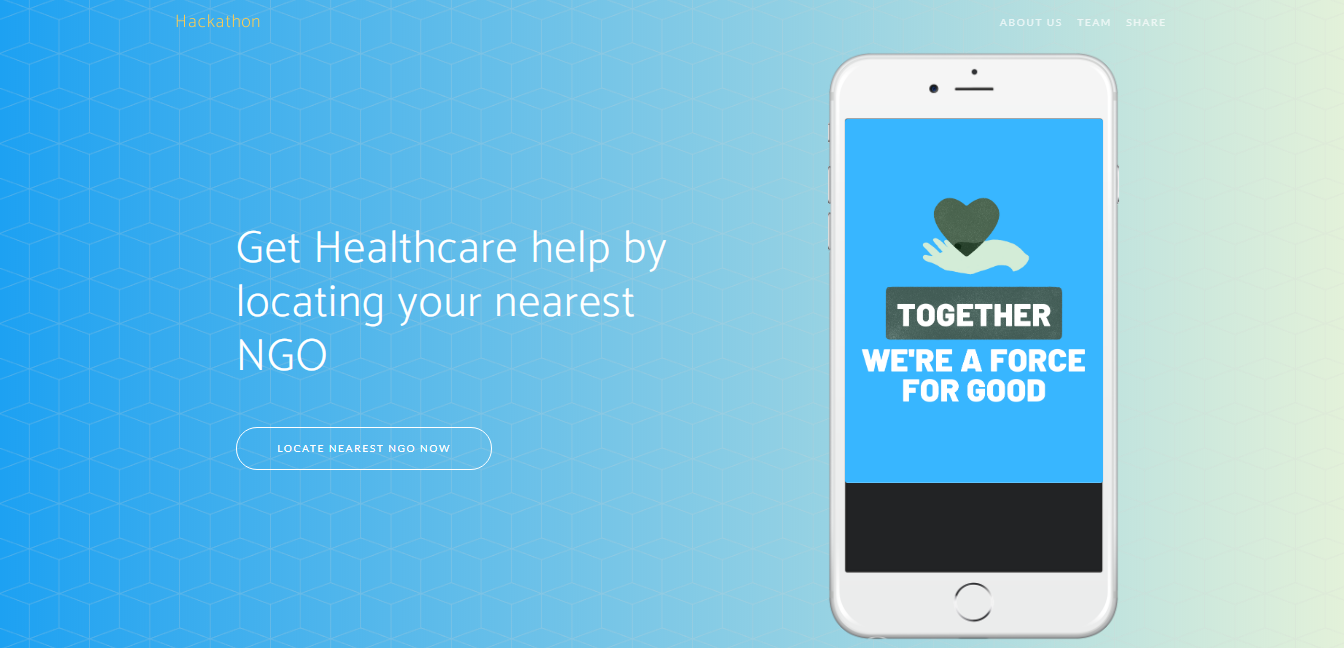 Hackathon
ABOUT US TEAM SHARE
Get Healthcare help by
locating your nearest
NGO
LOCATE NEAREST NGO NOW
TOGETHER
WE'RE A FORCE
FOR GOOD